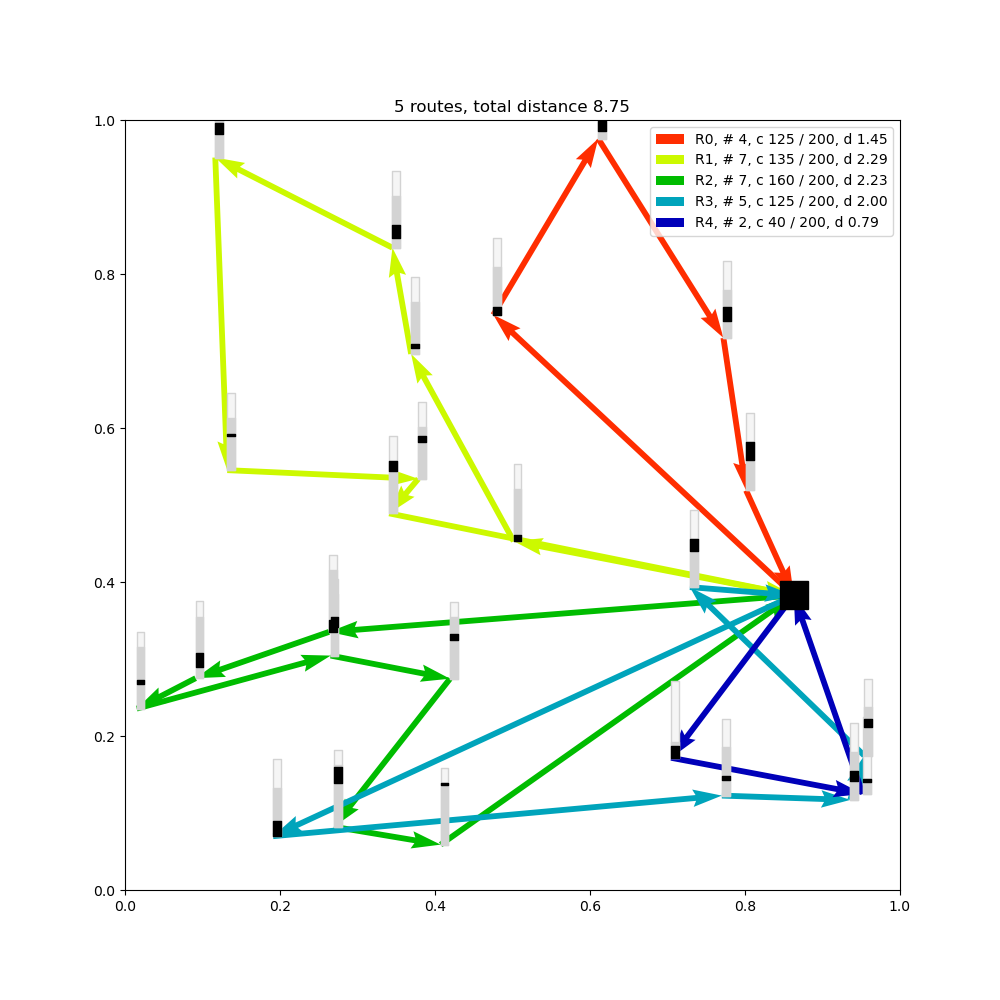 5 routes, total distance 8.75
R0, # 4, c 125 / 200, d 1.45
R1, # 7, c 135 / 200, d 2.29
R2, # 7, c 160 / 200, d 2.23
R3, # 5, c 125 / 200, d 2.00
R4, # 2, c 40 / 200, d 0.79
1.0
0.8
0.6
0.4
0.2
0.0
0.0 0.2 0.4 0.6 0.8 1.0